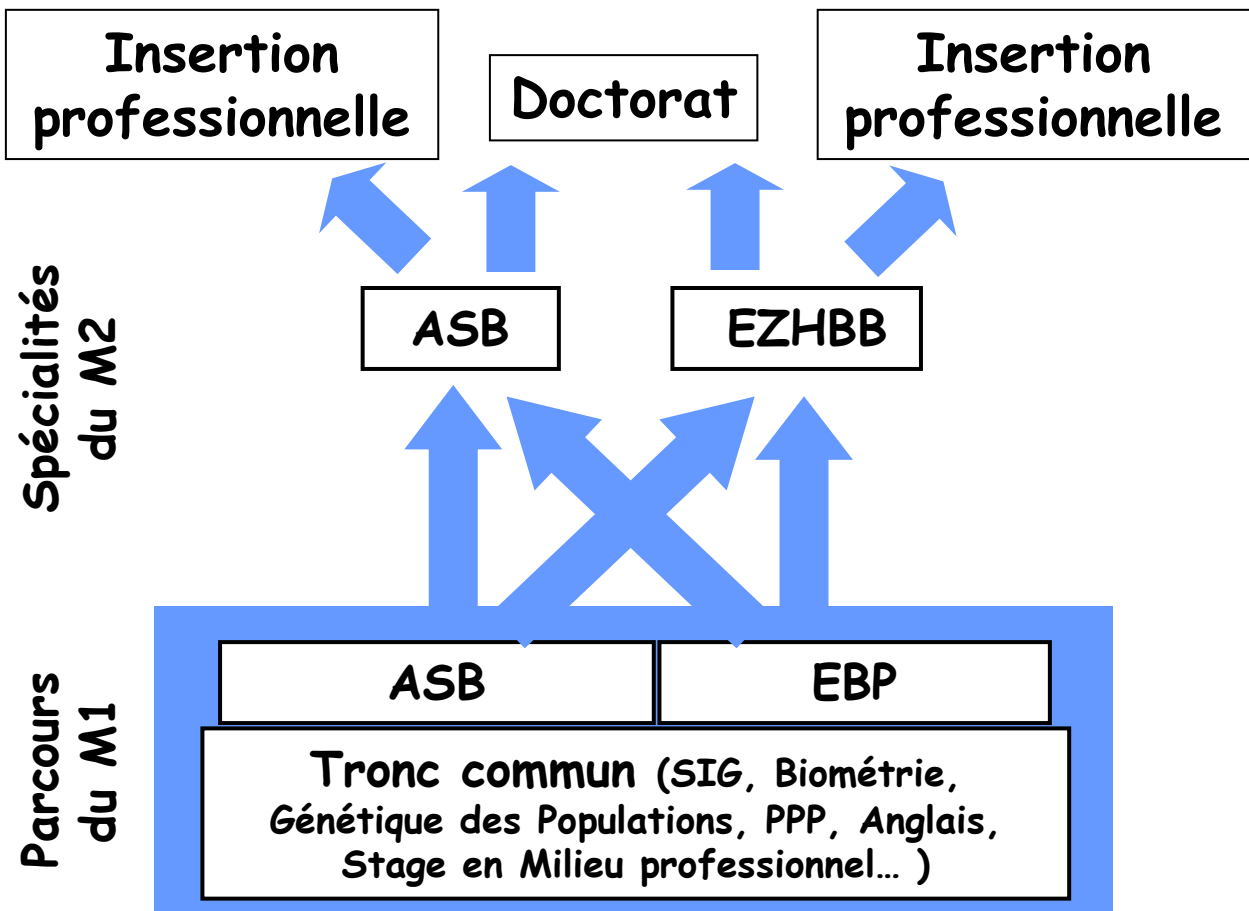 Insertion
professionnelle
Doctorat
Insertion
professionnelle
Spécialités
du M2
ASB
EZHBB
Parcours
du M1
ASB
EBP
Tronc commun (SIG, Biométrie,
Génétique des Populations, PPP, Anglais,
Stage en Milieu professionnel... )